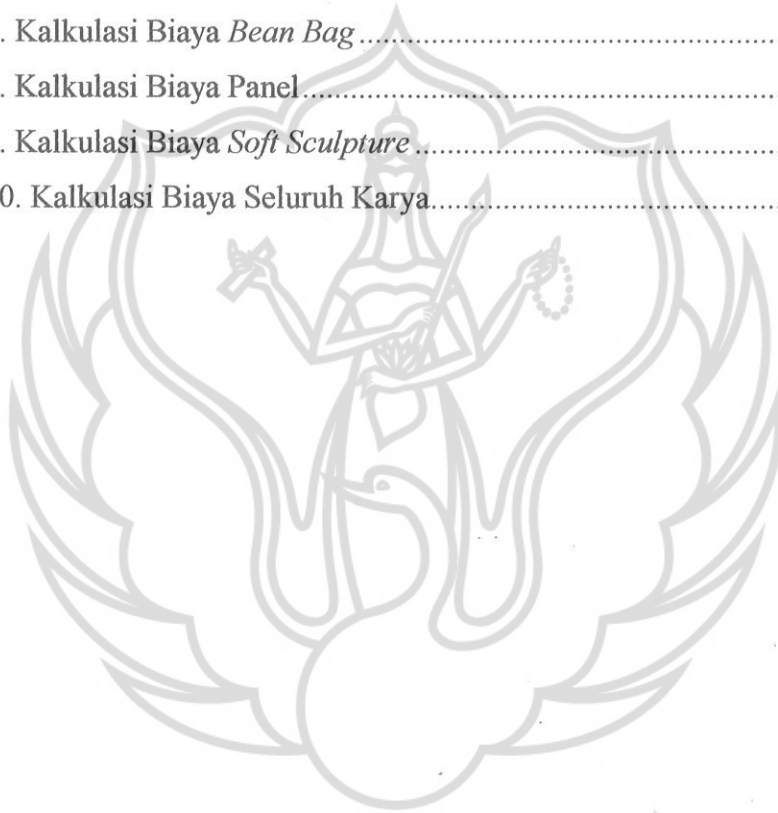 . Kalkulasi Biaya Bean Bag....................................................
. Kalkulasi Biaya Panel............................................................
. Kalkulasi Biaya Soft Sculpture.............................................
0. Kalkulasi Biaya Seluruh Karya...........................................